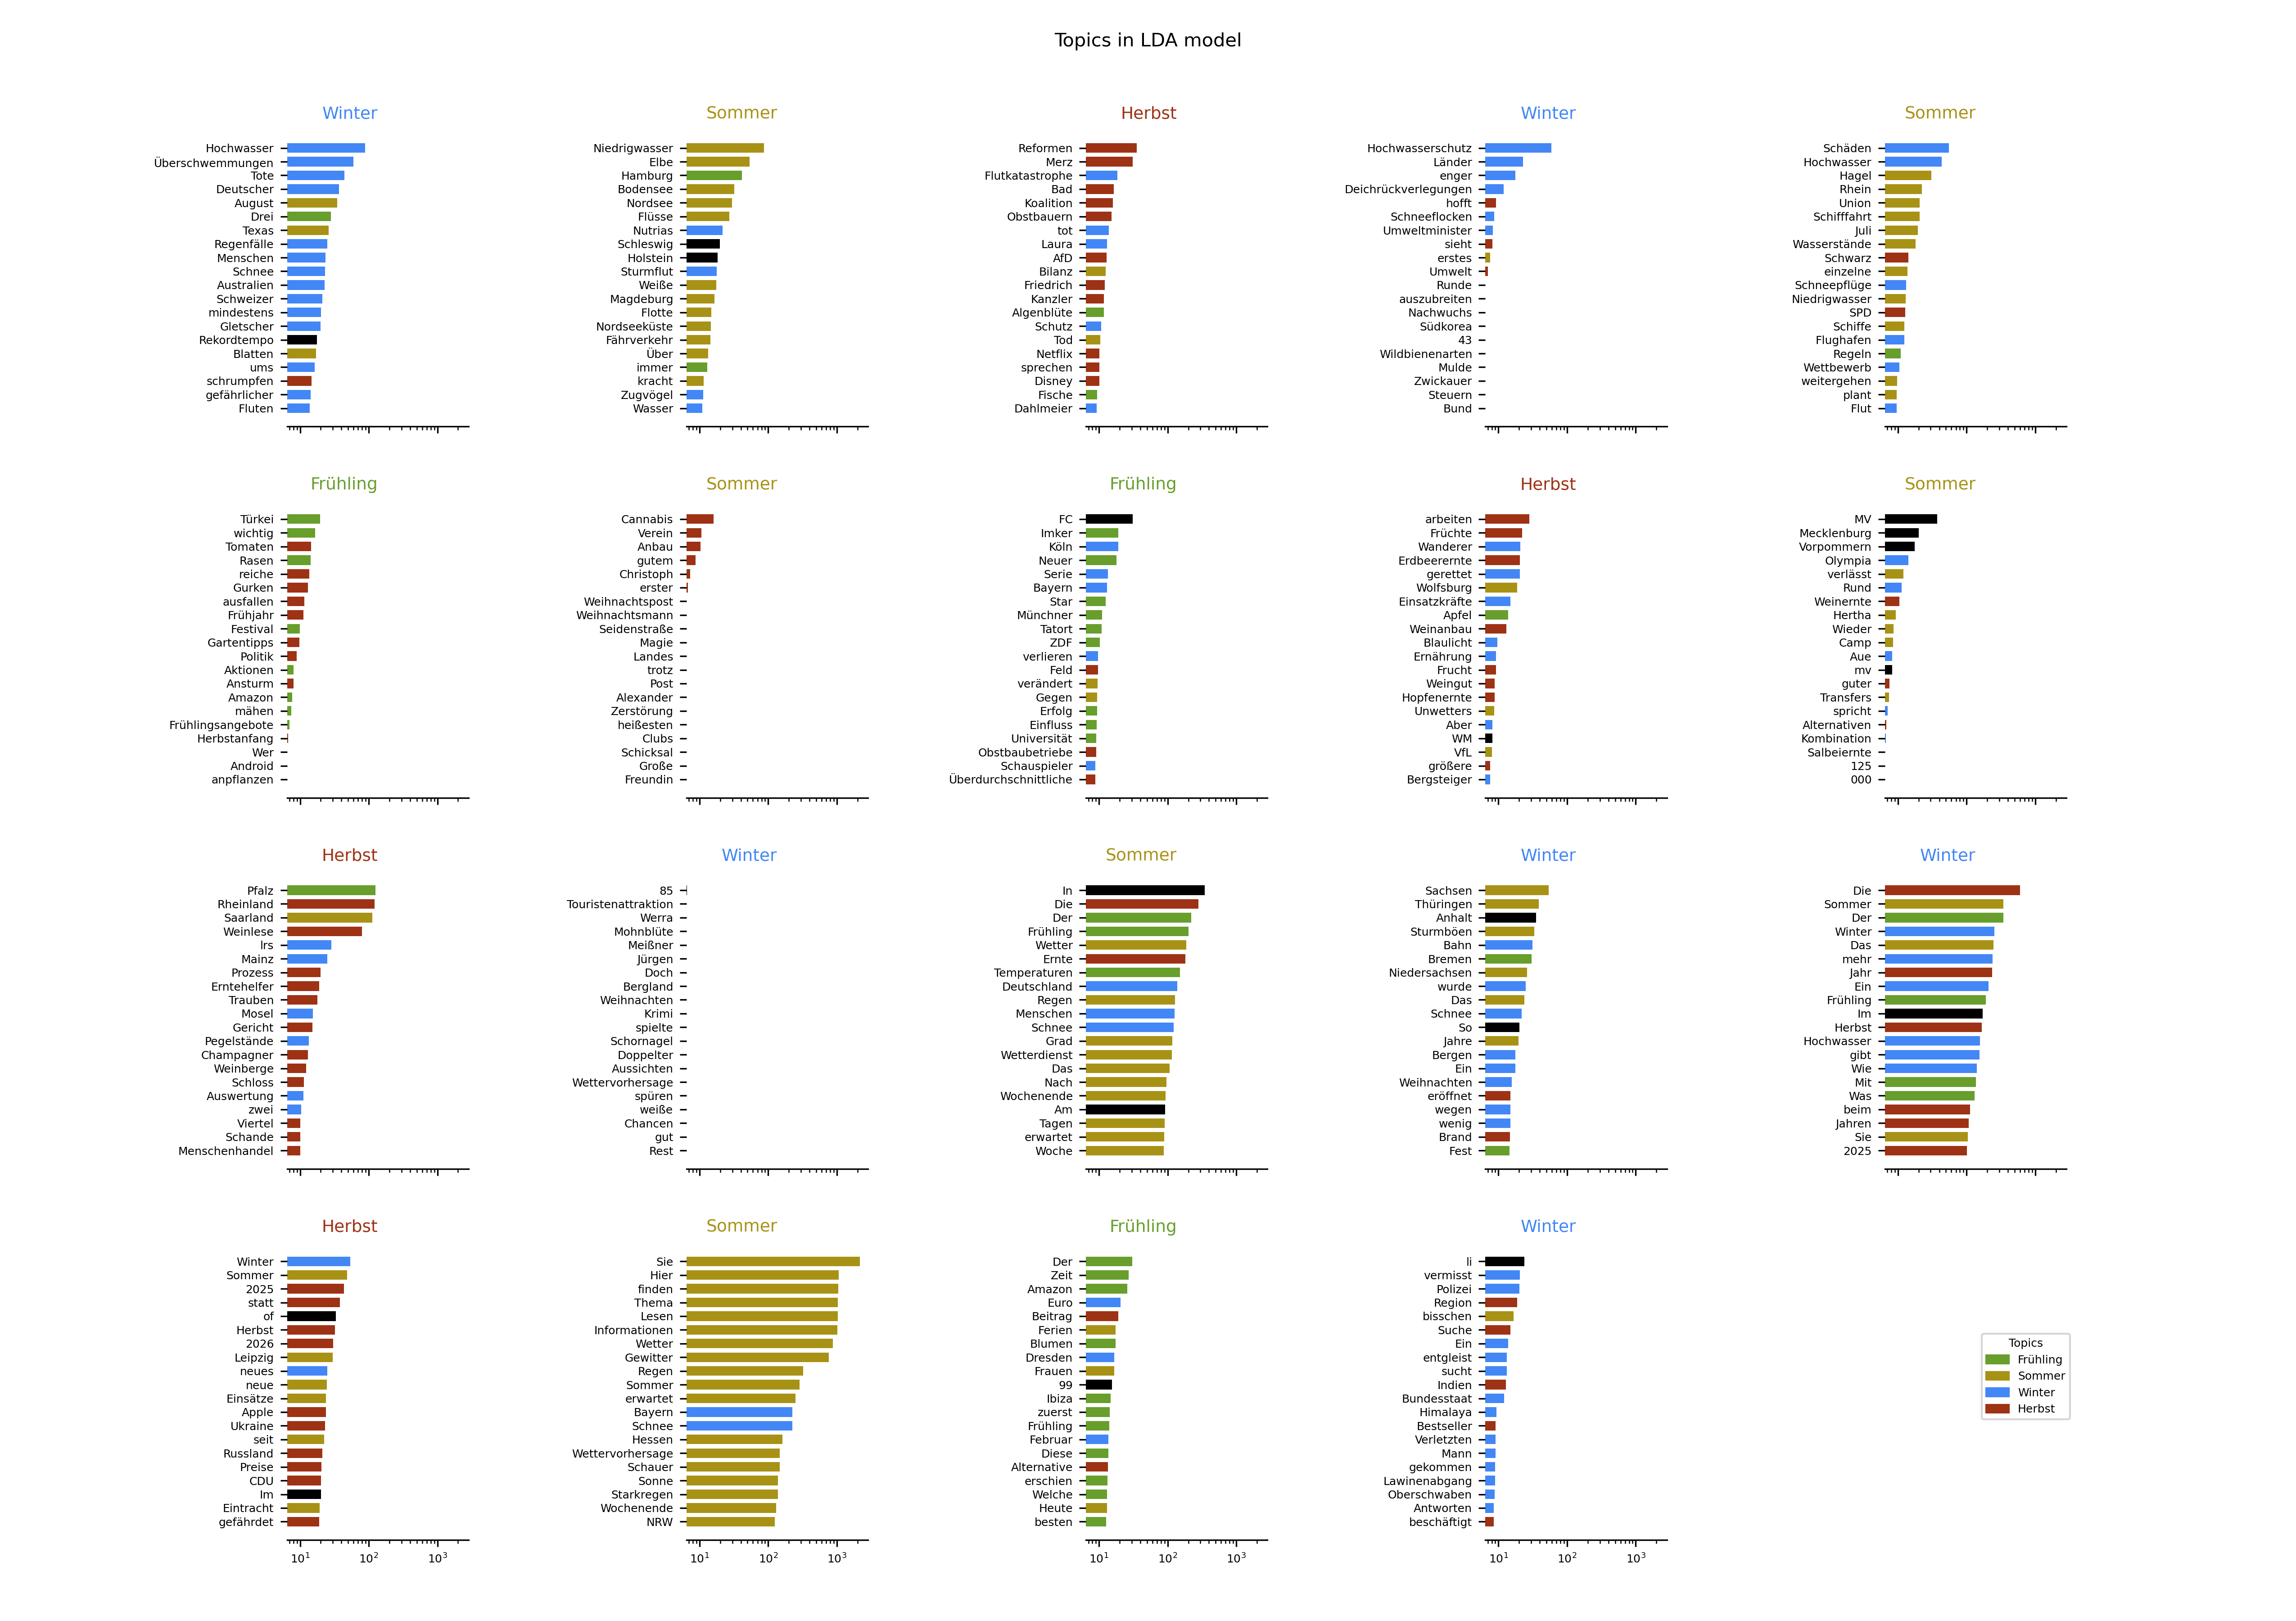 Topics in LDA model
Winter
Hochwasser
Überschwemmungen
Tote
Deutscher
August
Drei
Texas
Regenfälle
Menschen
Schnee
Australien
Schweizer
mindestens
Gletscher
Rekordtempo
Blatten
ums
schrumpfen
gefährlicher
Fluten
Sommer
Niedrigwasser
Elbe
Hamburg
Bodensee
Nordsee
Flüsse
Nutrias
Schleswig
Holstein
Sturmflut
Weiße
Magdeburg
Flotte
Nordseeküste
Fährverkehr
Über
immer
kracht
Zugvögel
Wasser
Herbst
Reformen
Merz
Flutkatastrophe
Bad
Koalition
Obstbauern
tot
Laura
AfD
Bilanz
Friedrich
Kanzler
Algenblüte
Schutz
Tod
Netflix
sprechen
Disney
Fische
Dahlmeier
Winter
Hochwasserschutz
Länder
enger
Deichrückverlegungen
hofft
Schneeflocken
Umweltminister
sieht
erstes
Umwelt
Runde
auszubreiten
Nachwuchs
Südkorea
43
Wildbienenarten
Mulde
Zwickauer
Steuern
Bund
Sommer
Schäden
Hochwasser
Hagel
Rhein
Union
Schifffahrt
Juli
Wasserstände
Schwarz
einzelne
Schneepflüge
Niedrigwasser
SPD
Schiffe
Flughafen
Regeln
Wettbewerb
weitergehen
plant
Flut
Frühling
Türkei
wichtig
Tomaten
Rasen
reiche
Gurken
ausfallen
Frühjahr
Festival
Gartentipps
Politik
Aktionen
Ansturm
Amazon
mähen
Frühlingsangebote
Herbstanfang
Wer
Android
anpflanzen
Sommer
Cannabis
Verein
Anbau
gutem
Christoph
erster
Weihnachtspost
Weihnachtsmann
Seidenstraße
Magie
Landes
trotz
Post
Alexander
Zerstörung
heißesten
Clubs
Schicksal
Große
Freundin
Frühling
FC
Imker
Köln
Neuer
Serie
Bayern
Star
Münchner
Tatort
ZDF
verlieren
Feld
verändert
Gegen
Erfolg
Einfluss
Universität
Obstbaubetriebe
Schauspieler
Überdurchschnittliche
Herbst
arbeiten
Früchte
Wanderer
Erdbeerernte
gerettet
Wolfsburg
Einsatzkräfte
Apfel
Weinanbau
Blaulicht
Ernährung
Frucht
Weingut
Hopfenernte
Unwetters
Aber
WM
VfL
größere
Bergsteiger
Sommer
MV
Mecklenburg
Vorpommern
Olympia
verlässt
Rund
Weinernte
Hertha
Wieder
Camp
Aue
mv
guter
Transfers
spricht
Alternativen
Kombination
Salbeiernte
125
000
Herbst
Pfalz
Rheinland
Saarland
Weinlese
lrs
Mainz
Prozess
Erntehelfer
Trauben
Mosel
Gericht
Pegelstände
Champagner
Weinberge
Schloss
Auswertung
zwei
Viertel
Schande
Menschenhandel
Winter
85
Touristenattraktion
Werra
Mohnblüte
Meißner
Jürgen
Doch
Bergland
Weihnachten
Krimi
spielte
Schornagel
Doppelter
Aussichten
Wettervorhersage
spüren
weiße
Chancen
gut
Rest
Sommer
In
Die
Der
Frühling
Wetter
Ernte
Temperaturen
Deutschland
Regen
Menschen
Schnee
Grad
Wetterdienst
Das
Nach
Wochenende
Am
Tagen
erwartet
Woche
Winter
Sachsen
Thüringen
Anhalt
Sturmböen
Bahn
Bremen
Niedersachsen
wurde
Das
Schnee
So
Jahre
Bergen
Ein
Weihnachten
eröffnet
wegen
wenig
Brand
Fest
Winter
Die
Sommer
Der
Winter
Das
mehr
Jahr
Ein
Frühling
Im
Herbst
Hochwasser
gibt
Wie
Mit
Was
beim
Jahren
Sie
2025
Herbst
Winter
Sommer
2025
statt
of
Herbst
2026
Leipzig
neues
neue
Einsätze
Apple
Ukraine
seit
Russland
Preise
CDU
Im
Eintracht
gefährdet
10¹ 10² 10³
Sommer
Sie
Hier
finden
Thema
Lesen
Informationen
Wetter
Gewitter
Regen
Sommer
erwartet
Bayern
Schnee
Hessen
Wettervorhersage
Schauer
Sonne
Starkregen
Wochenende
NRW
10¹ 10² 10³
Frühling
Der
Zeit
Amazon
Euro
Beitrag
Ferien
Blumen
Dresden
Frauen
99
Ibiza
zuerst
Frühling
Februar
Diese
Alternative
erschien
Welche
Heute
besten
10¹ 10² 10³
Winter
li
vermisst
Polizei
Region
bisschen
Suche
Ein
entgleist
sucht
Indien
Bundesstaat
Himalaya
Bestseller
Verletzten
Mann
gekommen
Lawinenabgang
Oberschwaben
Antworten
beschäftigt
10¹ 10² 10³
Topics
Frühling
Sommer
Winter
Herbst